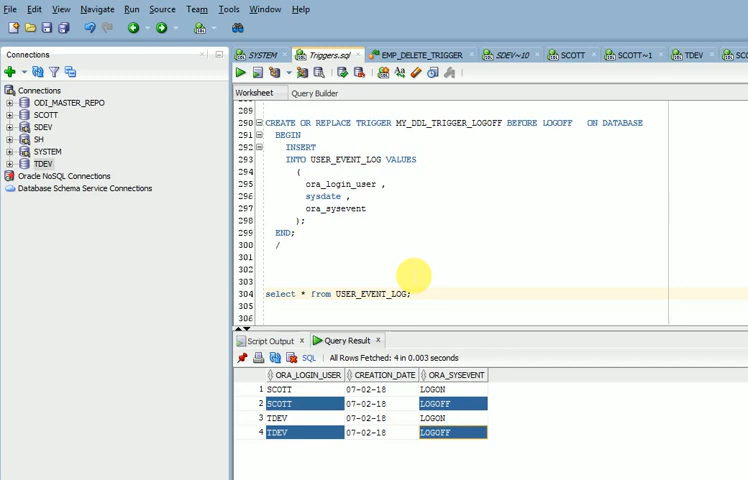 File Edit View Navigate Run Source Team Tools Window Help
Connections
SYSTEM Triggers.sql EMP_DELETE_TRIGGER SDEV~10 SCOTT SCOTT~1 TDEV
Worksheet Query Builder
Connections
ODI_MASTER_REPO
SCOTT
SDEV
SH
SYSTEM
TDEV
Oracle NoSQL Connections
Database Schema Service Connections
289
290 CREATE OR REPLACE TRIGGER MY_DDL_TRIGGER_LOGOFF BEFORE LOGOFF ON DATABASE
291 BEGIN
292 INSERT
293 INTO USER_EVENT_LOG VALUES
294 (
295 ora_login_user ,
296 sysdate ,
297 ora_sysevent
298 );
299 END;
300 /
301
302
303
304 select * from USER_EVENT_LOG;
305
306
Script Output Query Result
SQL All Rows Fetched: 4 in 0.003 seconds
ORA_LOGIN_USER CREATION_DATE ORA_SYSEVENT
1 SCOTT 07-02-18 LOGON
2 SCOTT 07-02-18 LOGOFF
3 TDEV 07-02-18 LOGON
4 TDEV 07-02-18 LOGOFF